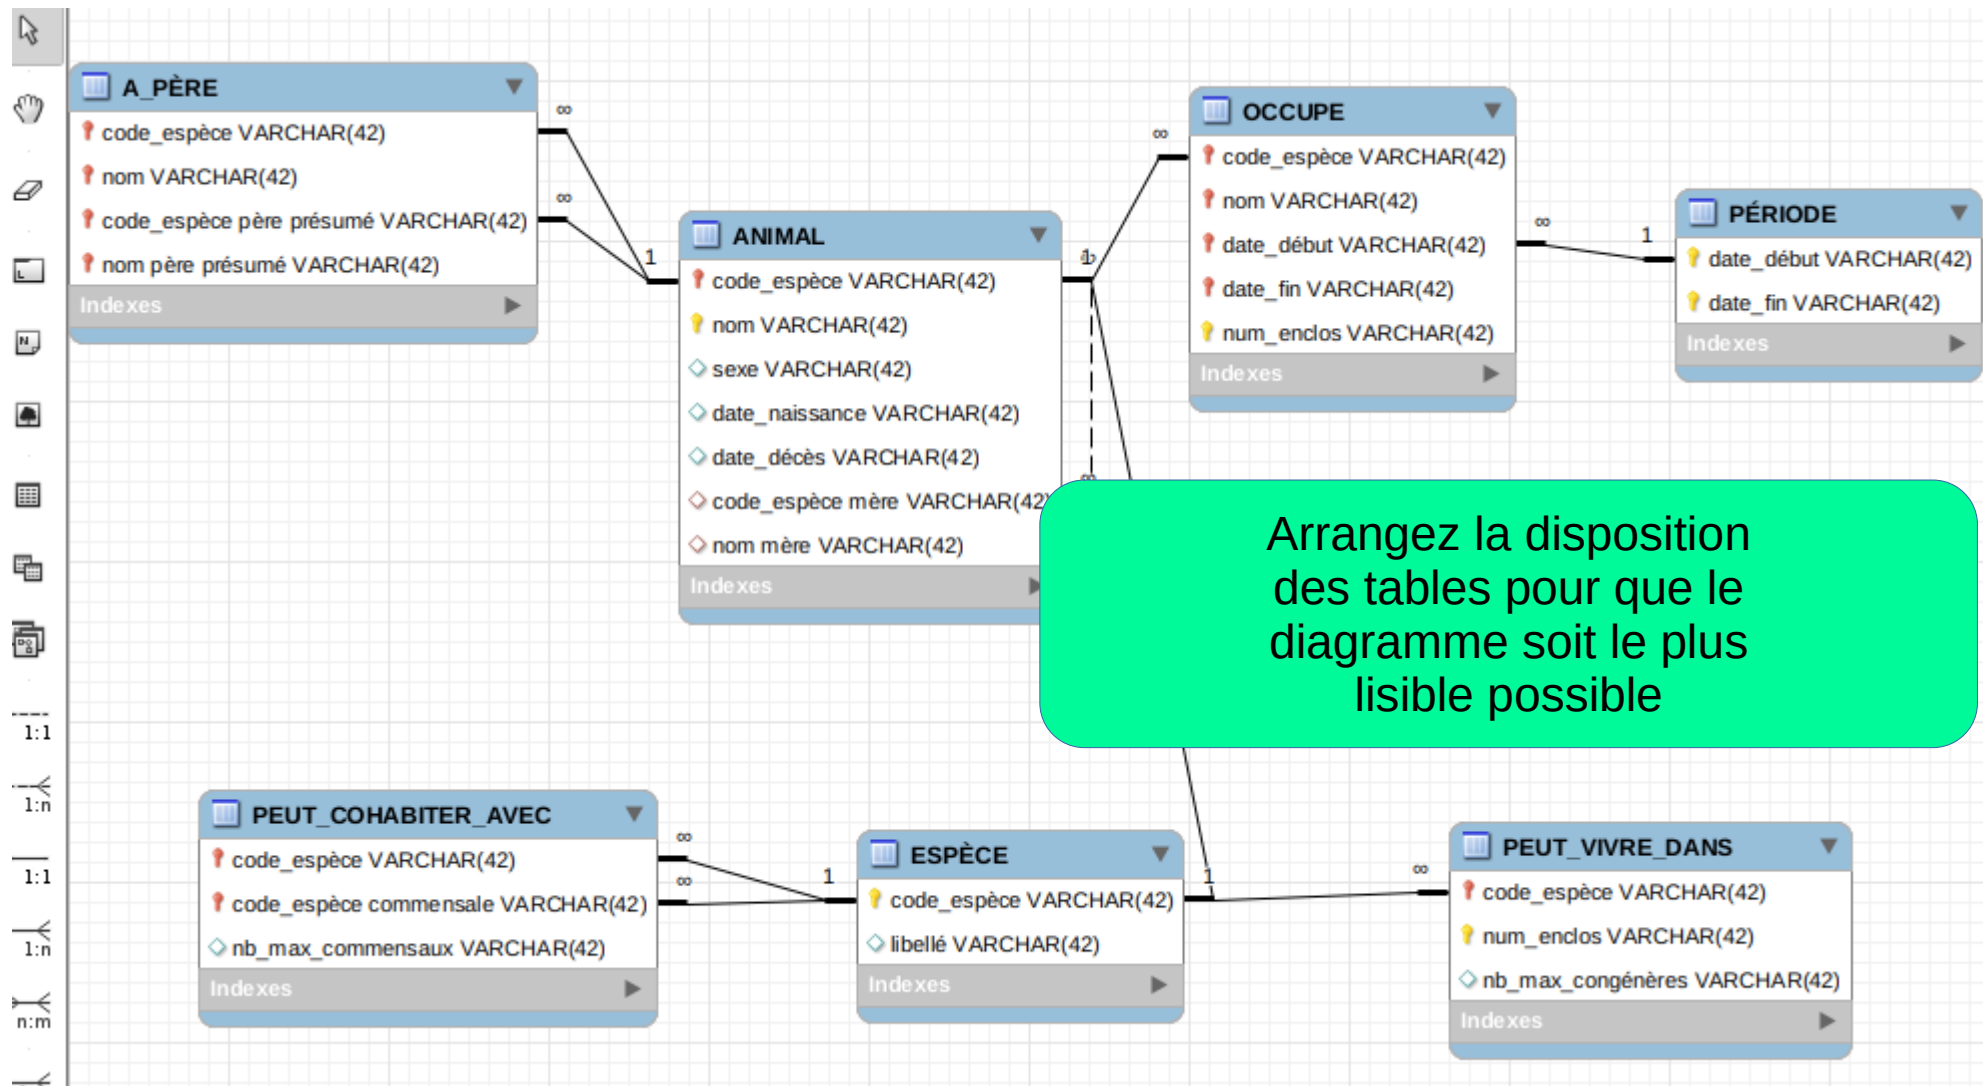 A_PÈRE
code_espèce VARCHAR(42)
nom VARCHAR(42)
code_espèce père présumé VARCHAR(42)
nom père présumé VARCHAR(42)
Indexes
∞
∞
1
ANIMAL
code_espèce VARCHAR(42)
nom VARCHAR(42)
sexe VARCHAR(42)
date_naissance VARCHAR(42)
date_décès VARCHAR(42)
code_espèce mère VARCHAR(42)
nom mère VARCHAR(42)
Indexes
1
∞
∞
OCCUPE
code_espèce VARCHAR(42)
nom VARCHAR(42)
date_début VARCHAR(42)
date_fin VARCHAR(42)
num_enclos VARCHAR(42)
Indexes
∞
1
PÉRIODE
date_début VARCHAR(42)
date_fin VARCHAR(42)
Indexes
Arrangez la disposition
des tables pour que le
diagramme soit le plus
lisible possible
1:1
1:n
1:1
1:n
n:m
PEUT_COHABITER_AVEC
code_espèce VARCHAR(42)
code_espèce commensale VARCHAR(42)
nb_max_commensaux VARCHAR(42)
Indexes
∞
∞
1
ESPÈCE
code_espèce VARCHAR(42)
libellé VARCHAR(42)
Indexes
1
∞
PEUT_VIVRE_DANS
code_espèce VARCHAR(42)
num_enclos VARCHAR(42)
nb_max_congénères VARCHAR(42)
Indexes